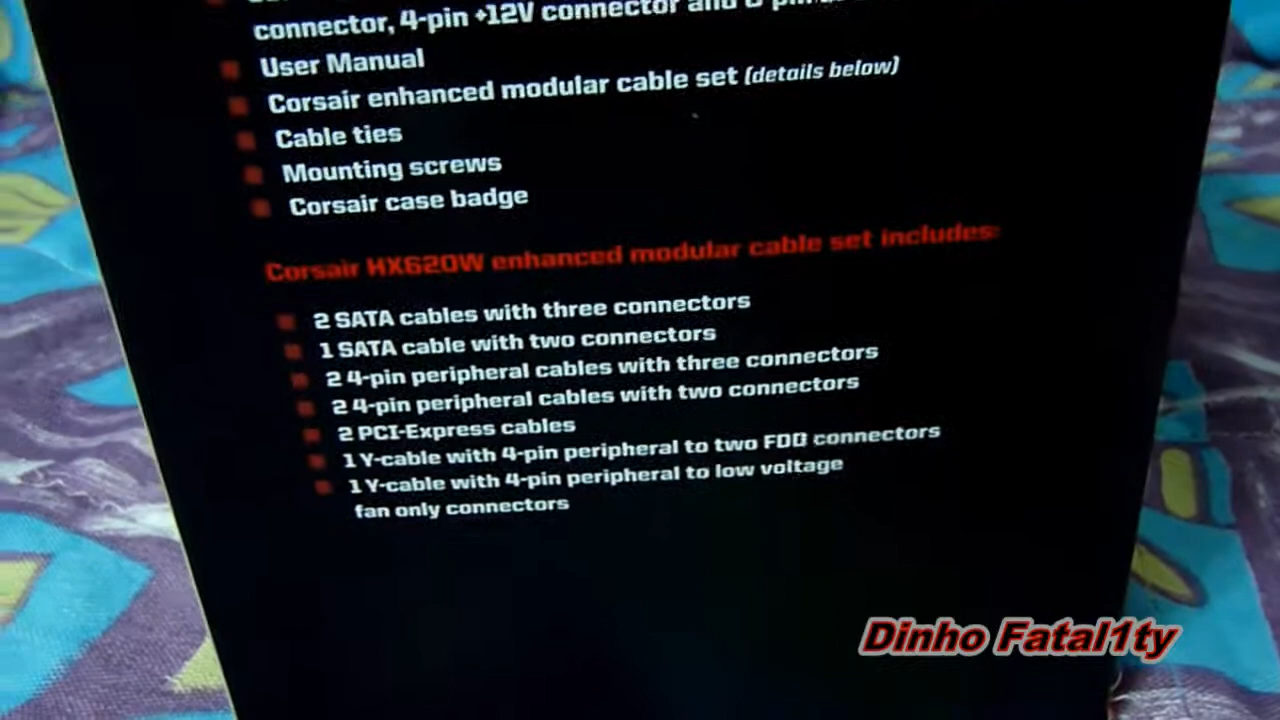 connector, 4-pin +12V connector and 8
User Manual
Corsair enhanced modular cable set (details below)
Cable ties
Mounting screws
Corsair case badge
Corsair HX620W enhanced modular cable set includes:
2 SATA cables with three connectors
1 SATA cable with two connectors
2 4-pin peripheral cables with three connectors
2 4-pin peripheral cables with two connectors
2 PCI-Express cables
1 Y-cable with 4-pin peripheral to two FDD connectors
1 Y-cable with 4-pin peripheral to low voltage
fan only connectors
Dinho Fatal1ty